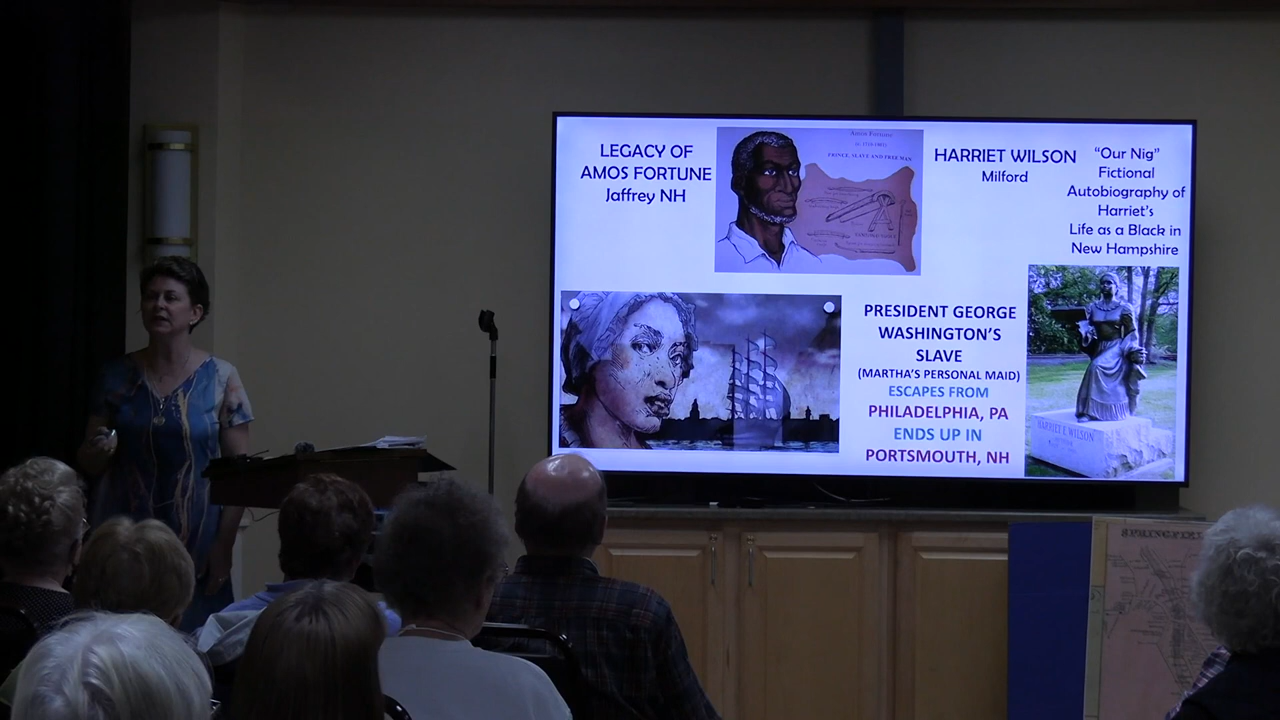 LEGACY OF
AMOS FORTUNE
Jaffrey NH
Amos Fortune
PRINCE, SLAVE AND FREE MAN
HARRIET WILSON
Milford
“Our Nig”
Fictional
Autobiography of
Harriet’s
Life as a Black in
New Hampshire
PRESIDENT GEORGE
WASHINGTON’S
SLAVE
(MARTHA’S PERSONAL MAID)
ESCAPES FROM
PHILADELPHIA, PA
ENDS UP IN
PORTSMOUTH, NH
HARRIET E. WILSON